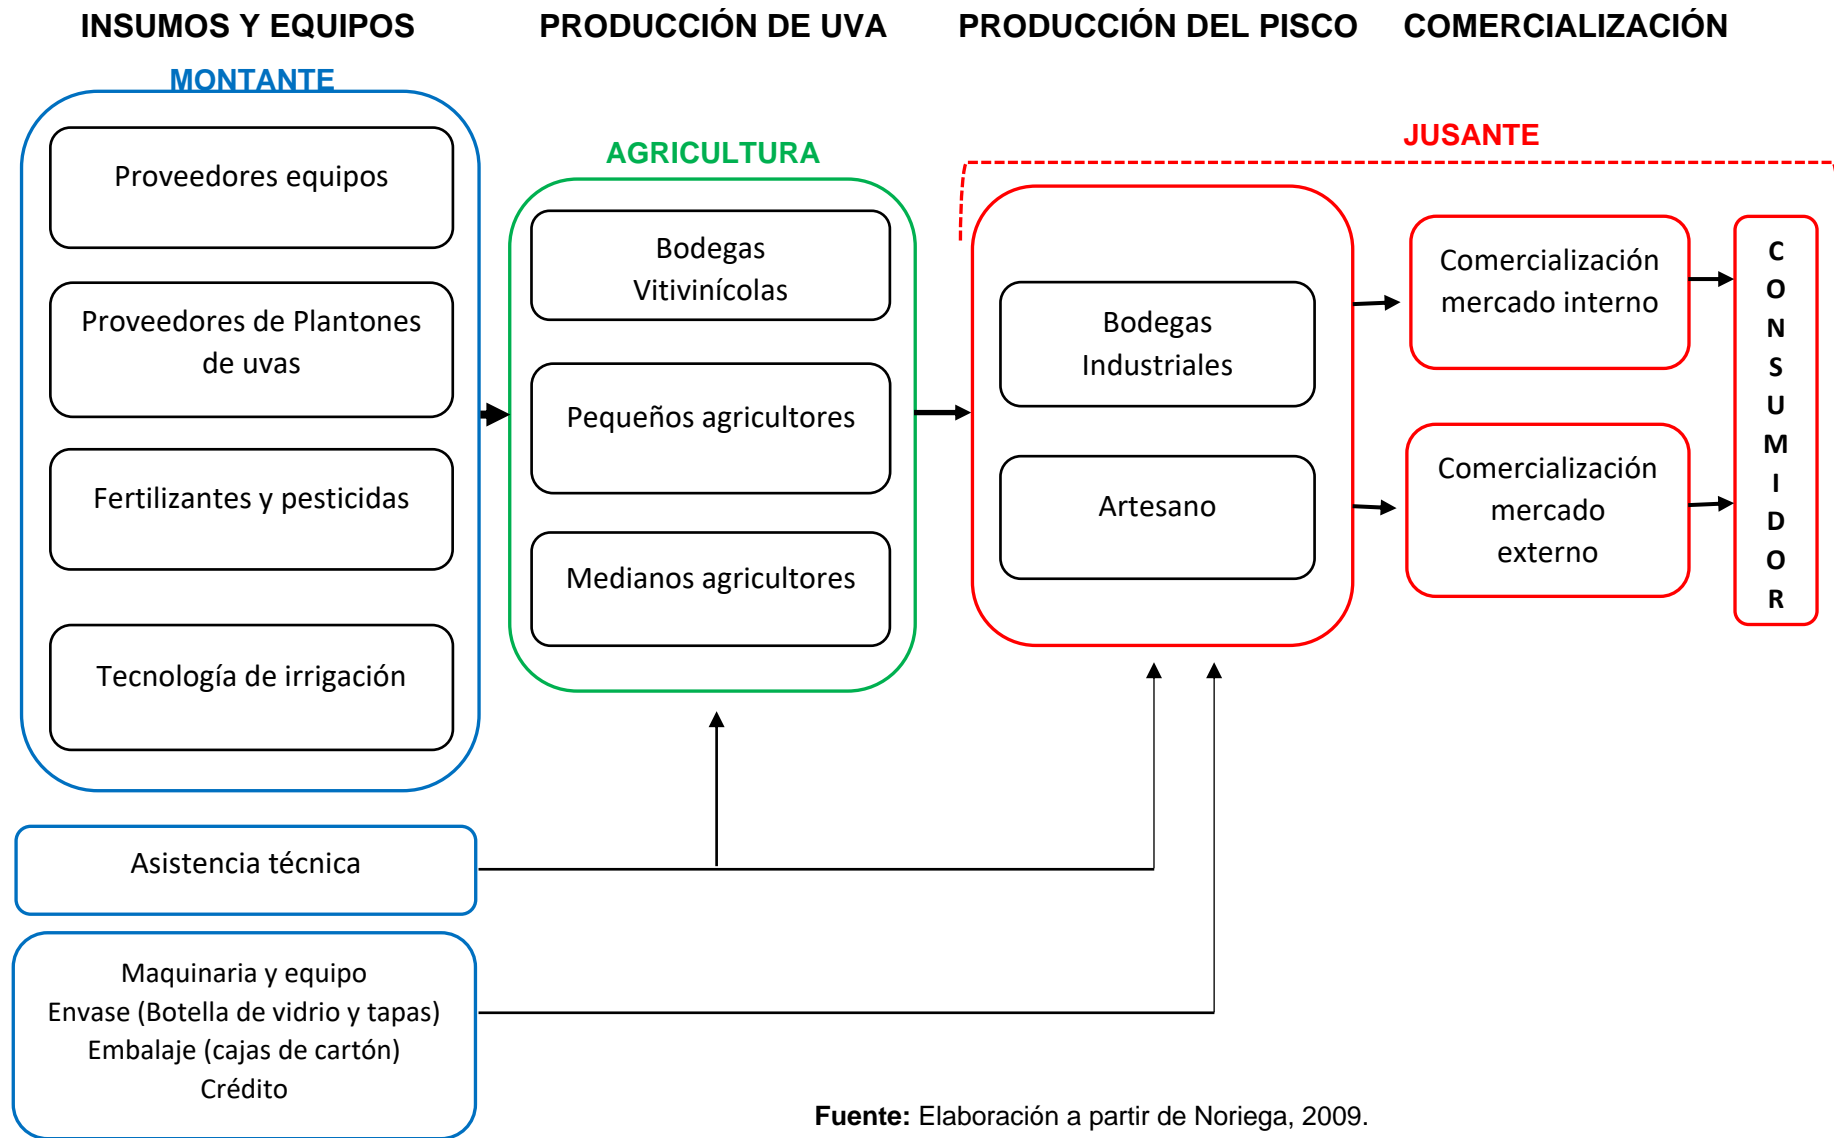 INSUMOS Y EQUIPOS
PRODUCCIÓN DE UVA
PRODUCCIÓN DEL PISCO
COMERCIALIZACIÓN
MONTANTE
Proveedores equipos
Proveedores de Plantones
de uvas
Fertilizantes y pesticidas
Tecnología de irrigación
AGRICULTURA
Bodegas
Vitivinícolas
Pequeños agricultores
Medianos agricultores
JUSANTE
Bodegas
Industriales
Artesano
Comercialización
mercado interno
Comercialización
mercado
externo
C
O
N
S
U
M
I
D
O
R
Asistencia técnica
Maquinaria y equipo
Envase (Botella de vidrio y tapas)
Embalaje (cajas de cartón)
Crédito
Fuente: Elaboración a partir de Noriega, 2009.